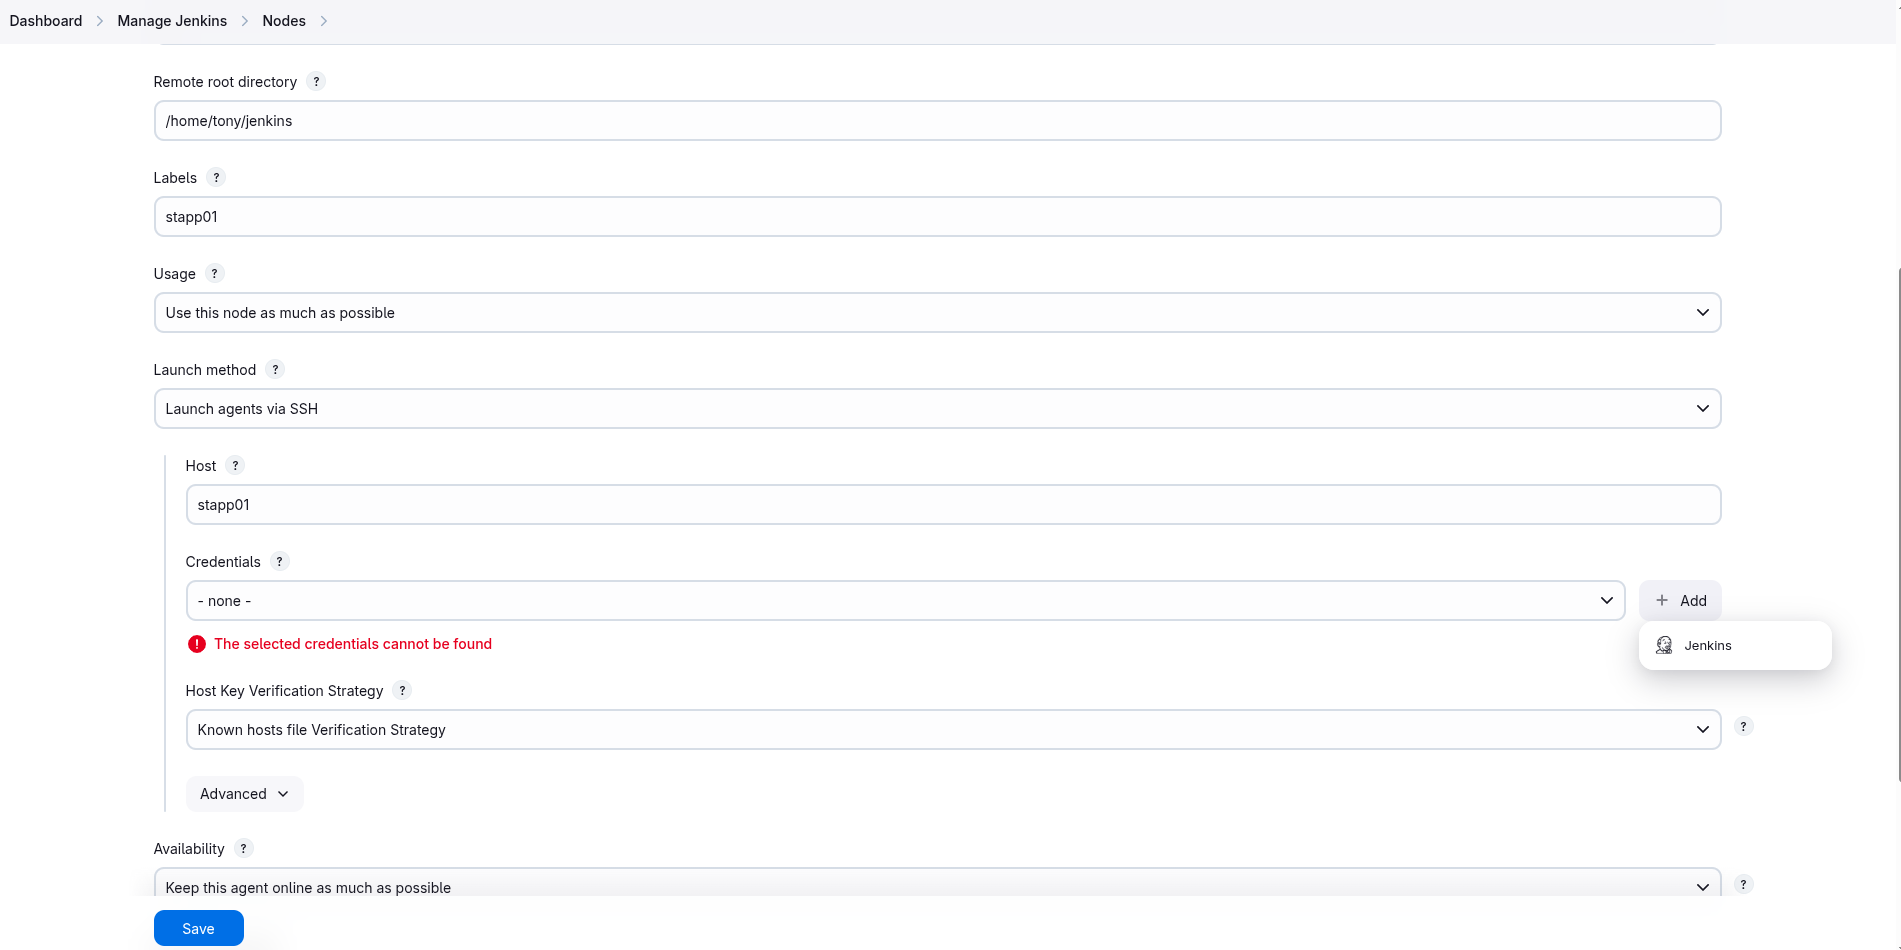 Dashboard > Manage Jenkins > Nodes >
Remote root directory ?
/home/tony/jenkins
Labels ?
stapp01
Usage ?
Use this node as much as possible
Launch method ?
Launch agents via SSH
Host ?
stapp01
Credentials ?
- none -
+ Add
Jenkins
! The selected credentials cannot be found
Host Key Verification Strategy ?
Known hosts file Verification Strategy
?
Advanced
Availability ?
Keep this agent online as much as possible
?
Save